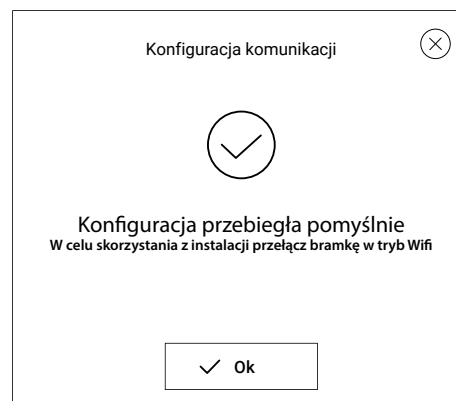 Konfiguracja komunikacji
Konfiguracja przebiegła pomyślnie
W celu skorzystania z instalacji przełącz bramkę w tryb Wifi
Ok